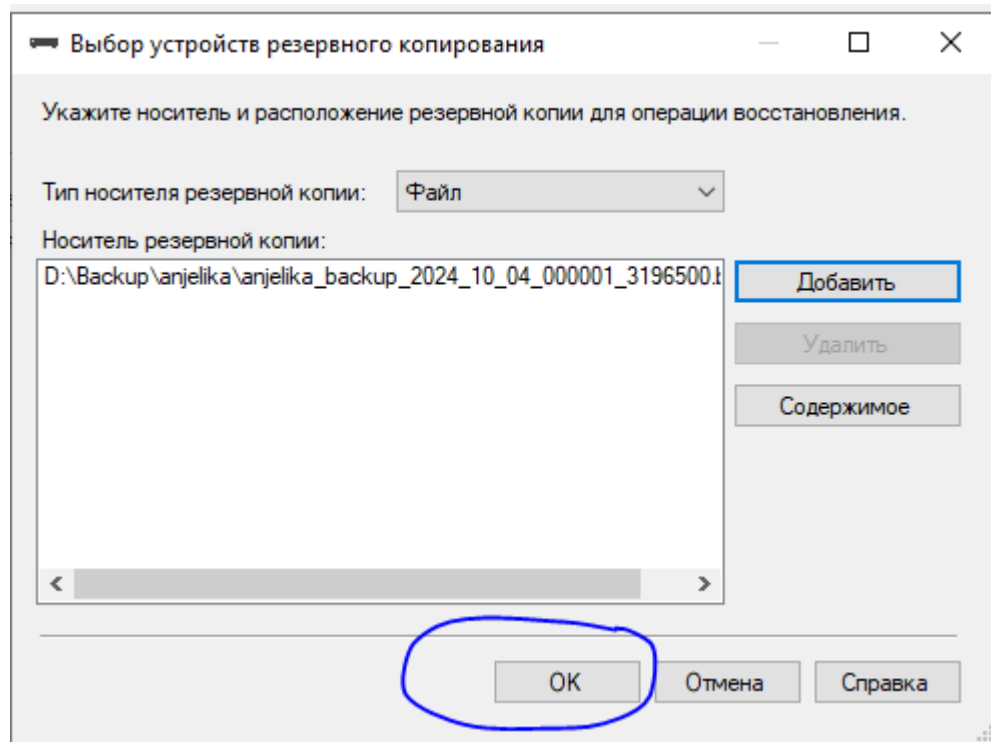 Выбор устройств резервного копирования
Укажите носитель и расположение резервной копии для операции восстановления.
Тип носителя резервной копии: Файл
Носитель резервной копии:
D:\Backup\anjelika\anjelika_backup_2024_10_04_000001_3196500.b
Добавить
Удалить
Содержимое
OK Отмена Справка